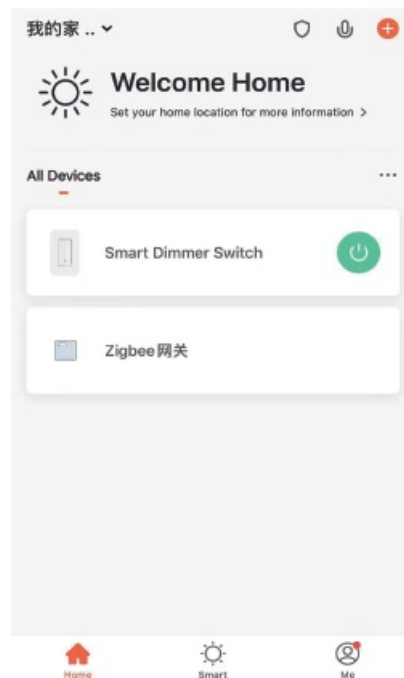 我的家 ..
Welcome Home
Set your home location for more information >
All Devices
Smart Dimmer Switch
Zigbee网关
Home
Smart
Me